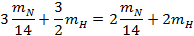 3 m_N/14 + 3/2 m_H = 2 m_N/14 + 2m_H